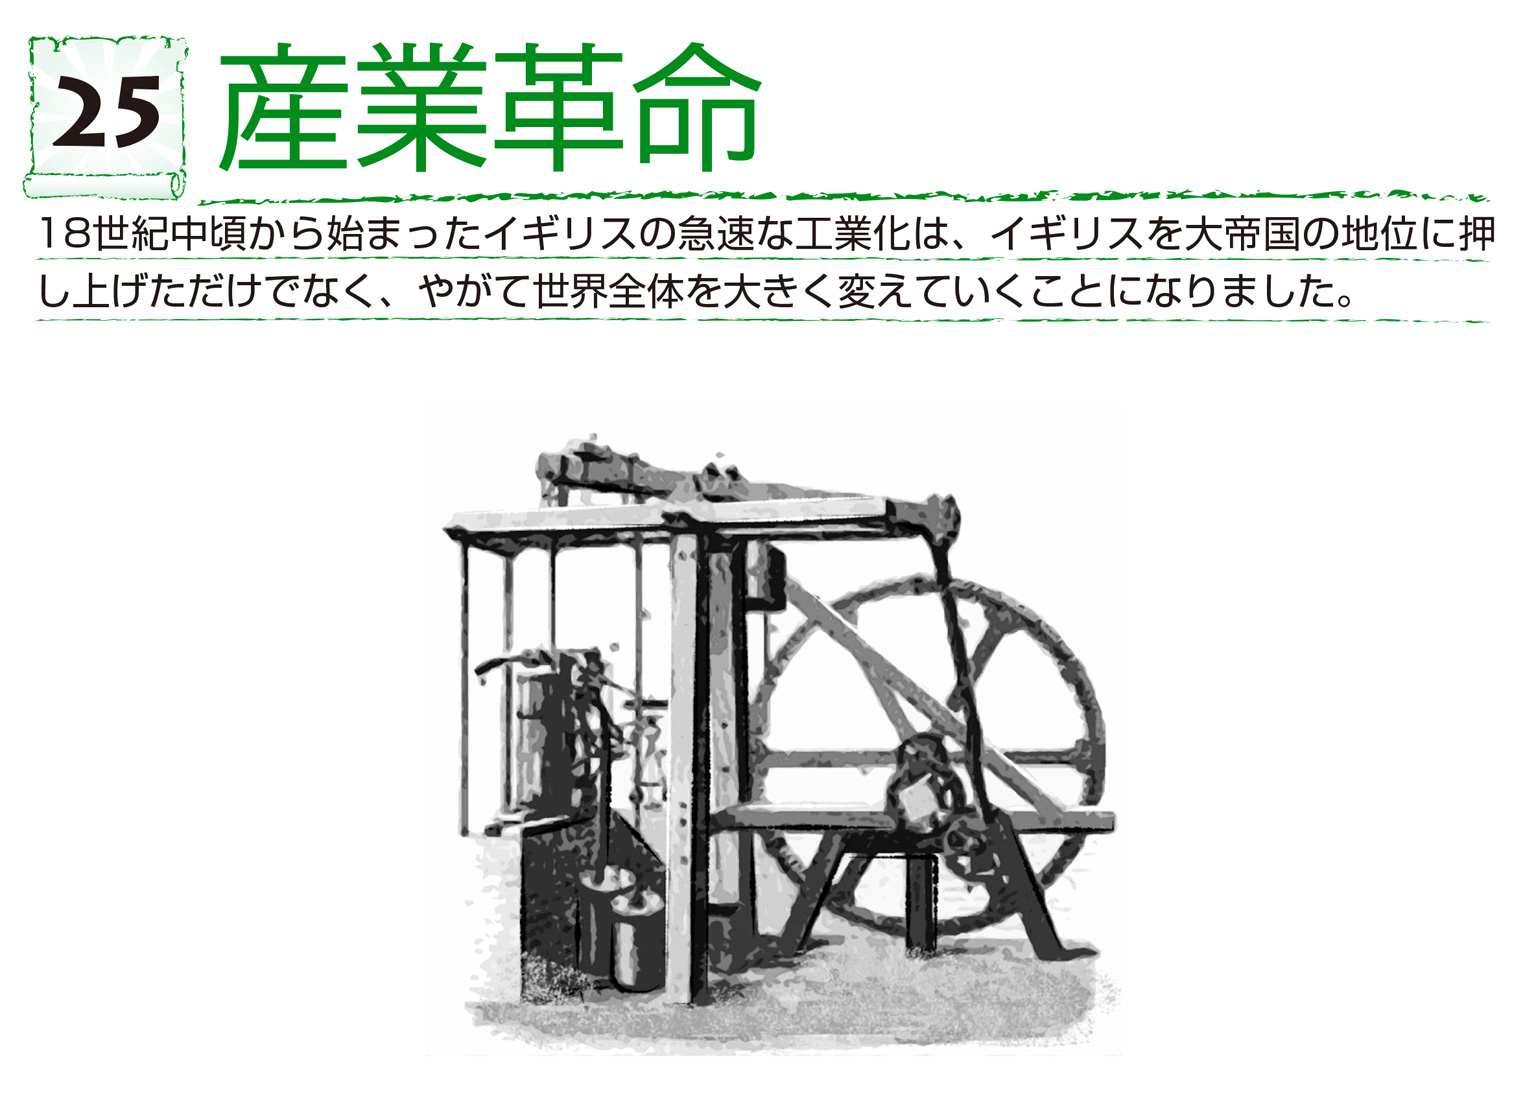 25
産業革命
18世紀中頃から始まったイギリスの急速な工業化は、イギリスを大帝国の地位に押
し上げただけでなく、やがて世界全体を大きく変えていくことになりました。